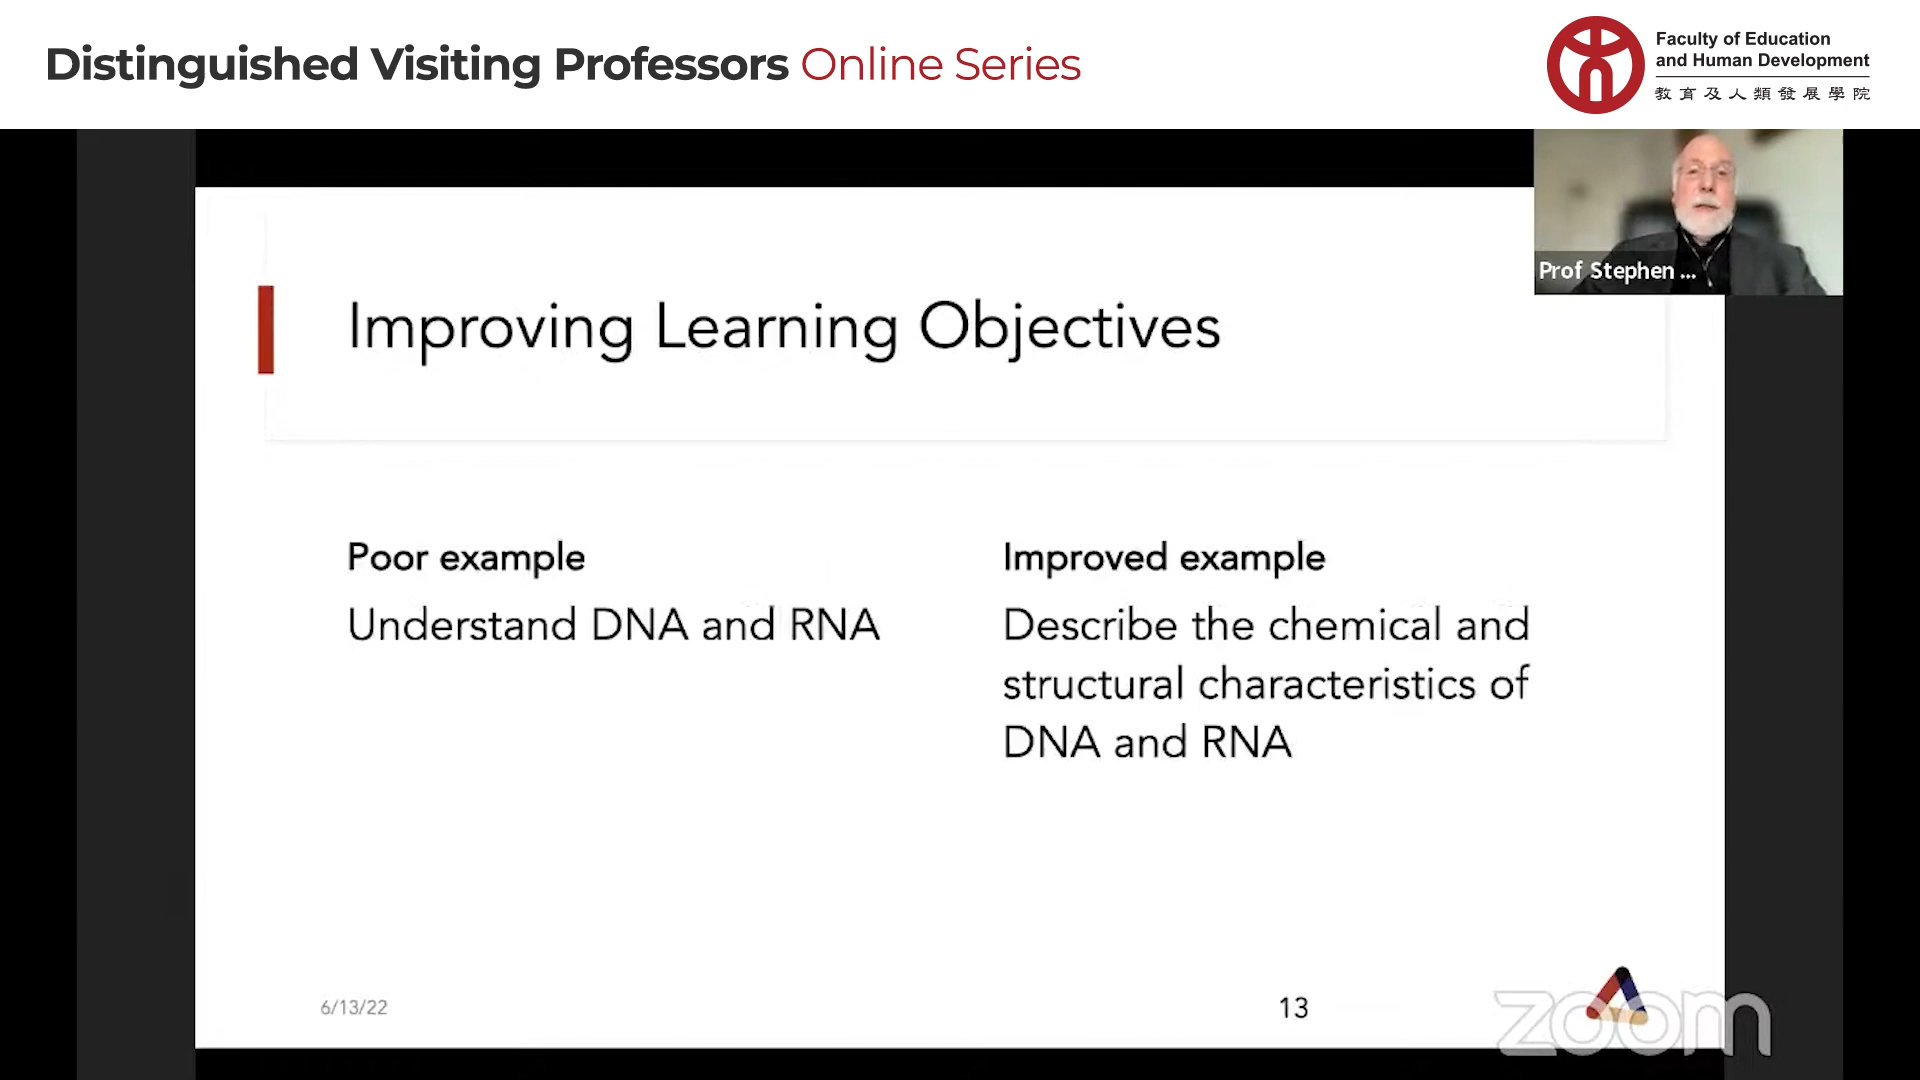 Distinguished Visiting Professors Online Series
Faculty of Education
and Human Development
教育及人類發展學院
Prof Stephen ...
Improving Learning Objectives
Poor example
Understand DNA and RNA
Improved example
Describe the chemical and
structural characteristics of
DNA and RNA
6/13/22
13
zoom